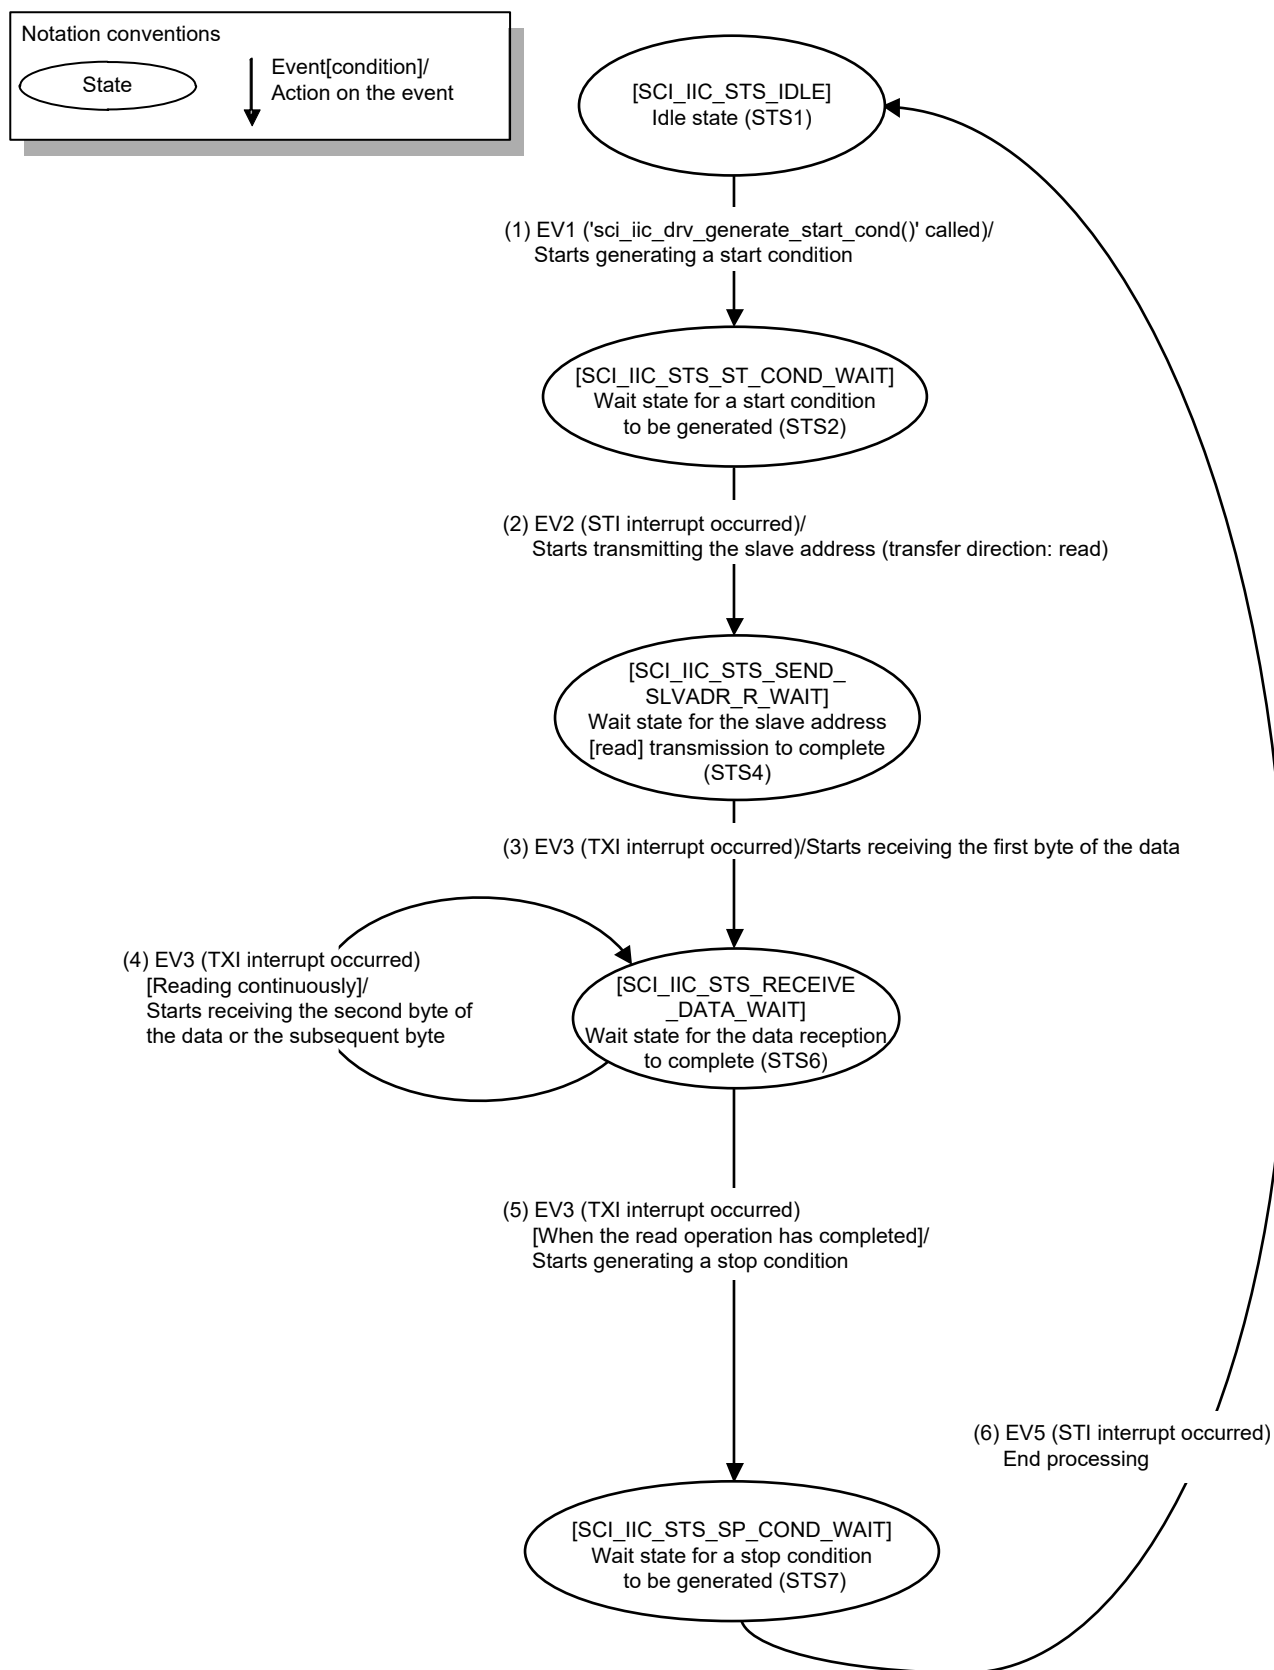 Notation conventions
State
Event[condition]/
Action on the event
[SCI_IIC_STS_IDLE]
Idle state (STS1)
(1) EV1 ('sci_iic_drv_generate_start_cond()' called)/
Starts generating a start condition
[SCI_IIC_STS_ST_COND_WAIT]
Wait state for a start condition
to be generated (STS2)
(2) EV2 (STI interrupt occurred)/
Starts transmitting the slave address (transfer direction: read)
[SCI_IIC_STS_SEND_
SLVADR_R_WAIT]
Wait state for the slave address
[read] transmission to complete
(STS4)
(3) EV3 (TXI interrupt occurred)/Starts receiving the first byte of the data
(4) EV3 (TXI interrupt occurred)
[Reading continuously]/
Starts receiving the second byte of
the data or the subsequent byte
[SCI_IIC_STS_RECEIVE
_DATA_WAIT]
Wait state for the data reception
to complete (STS6)
(5) EV3 (TXI interrupt occurred)
[When the read operation has completed]/
Starts generating a stop condition
(6) EV5 (STI interrupt occurred)
End processing
[SCI_IIC_STS_SP_COND_WAIT]
Wait state for a stop condition
to be generated (STS7)